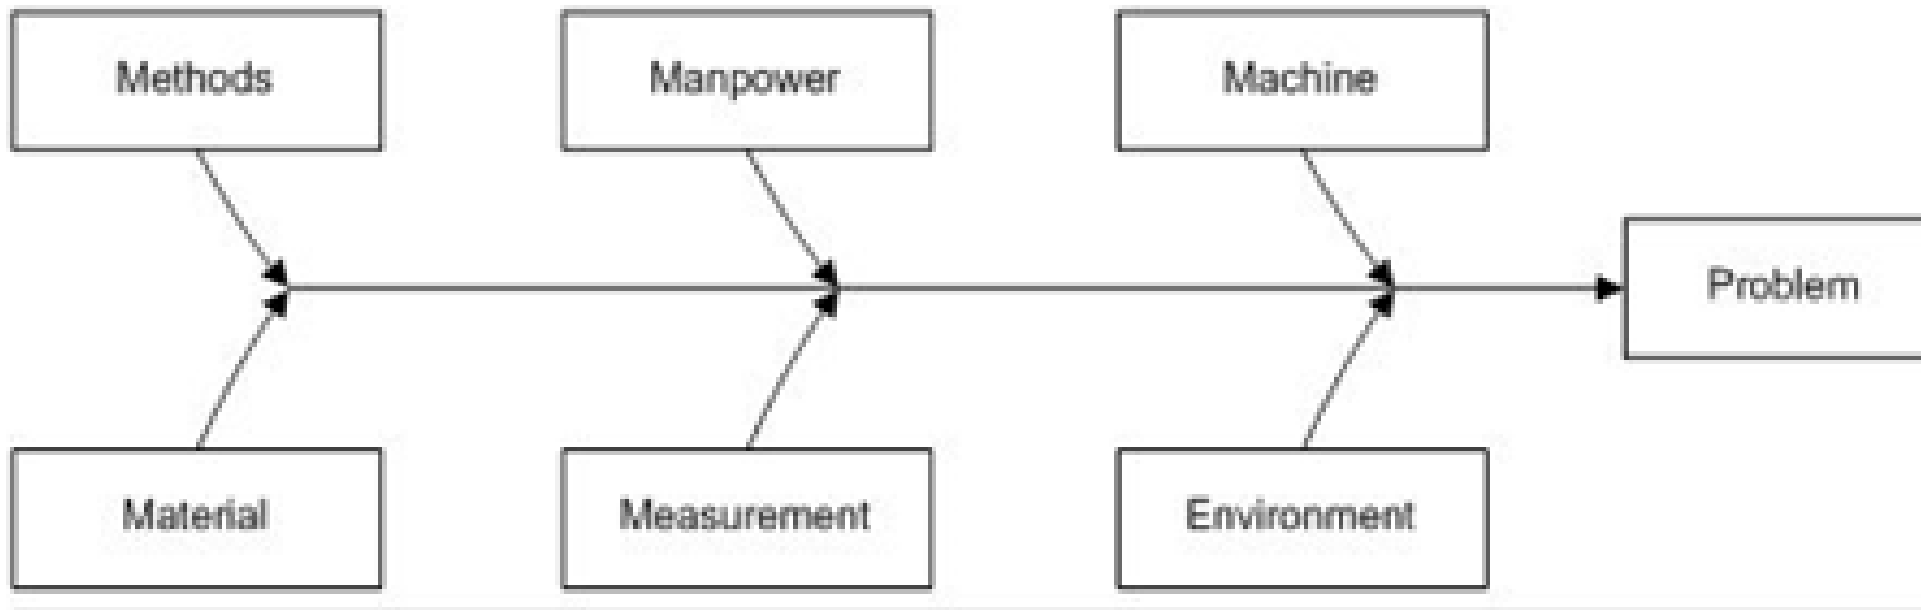 Methods
Manpower
Machine
Problem
Material
Measurement
Environment